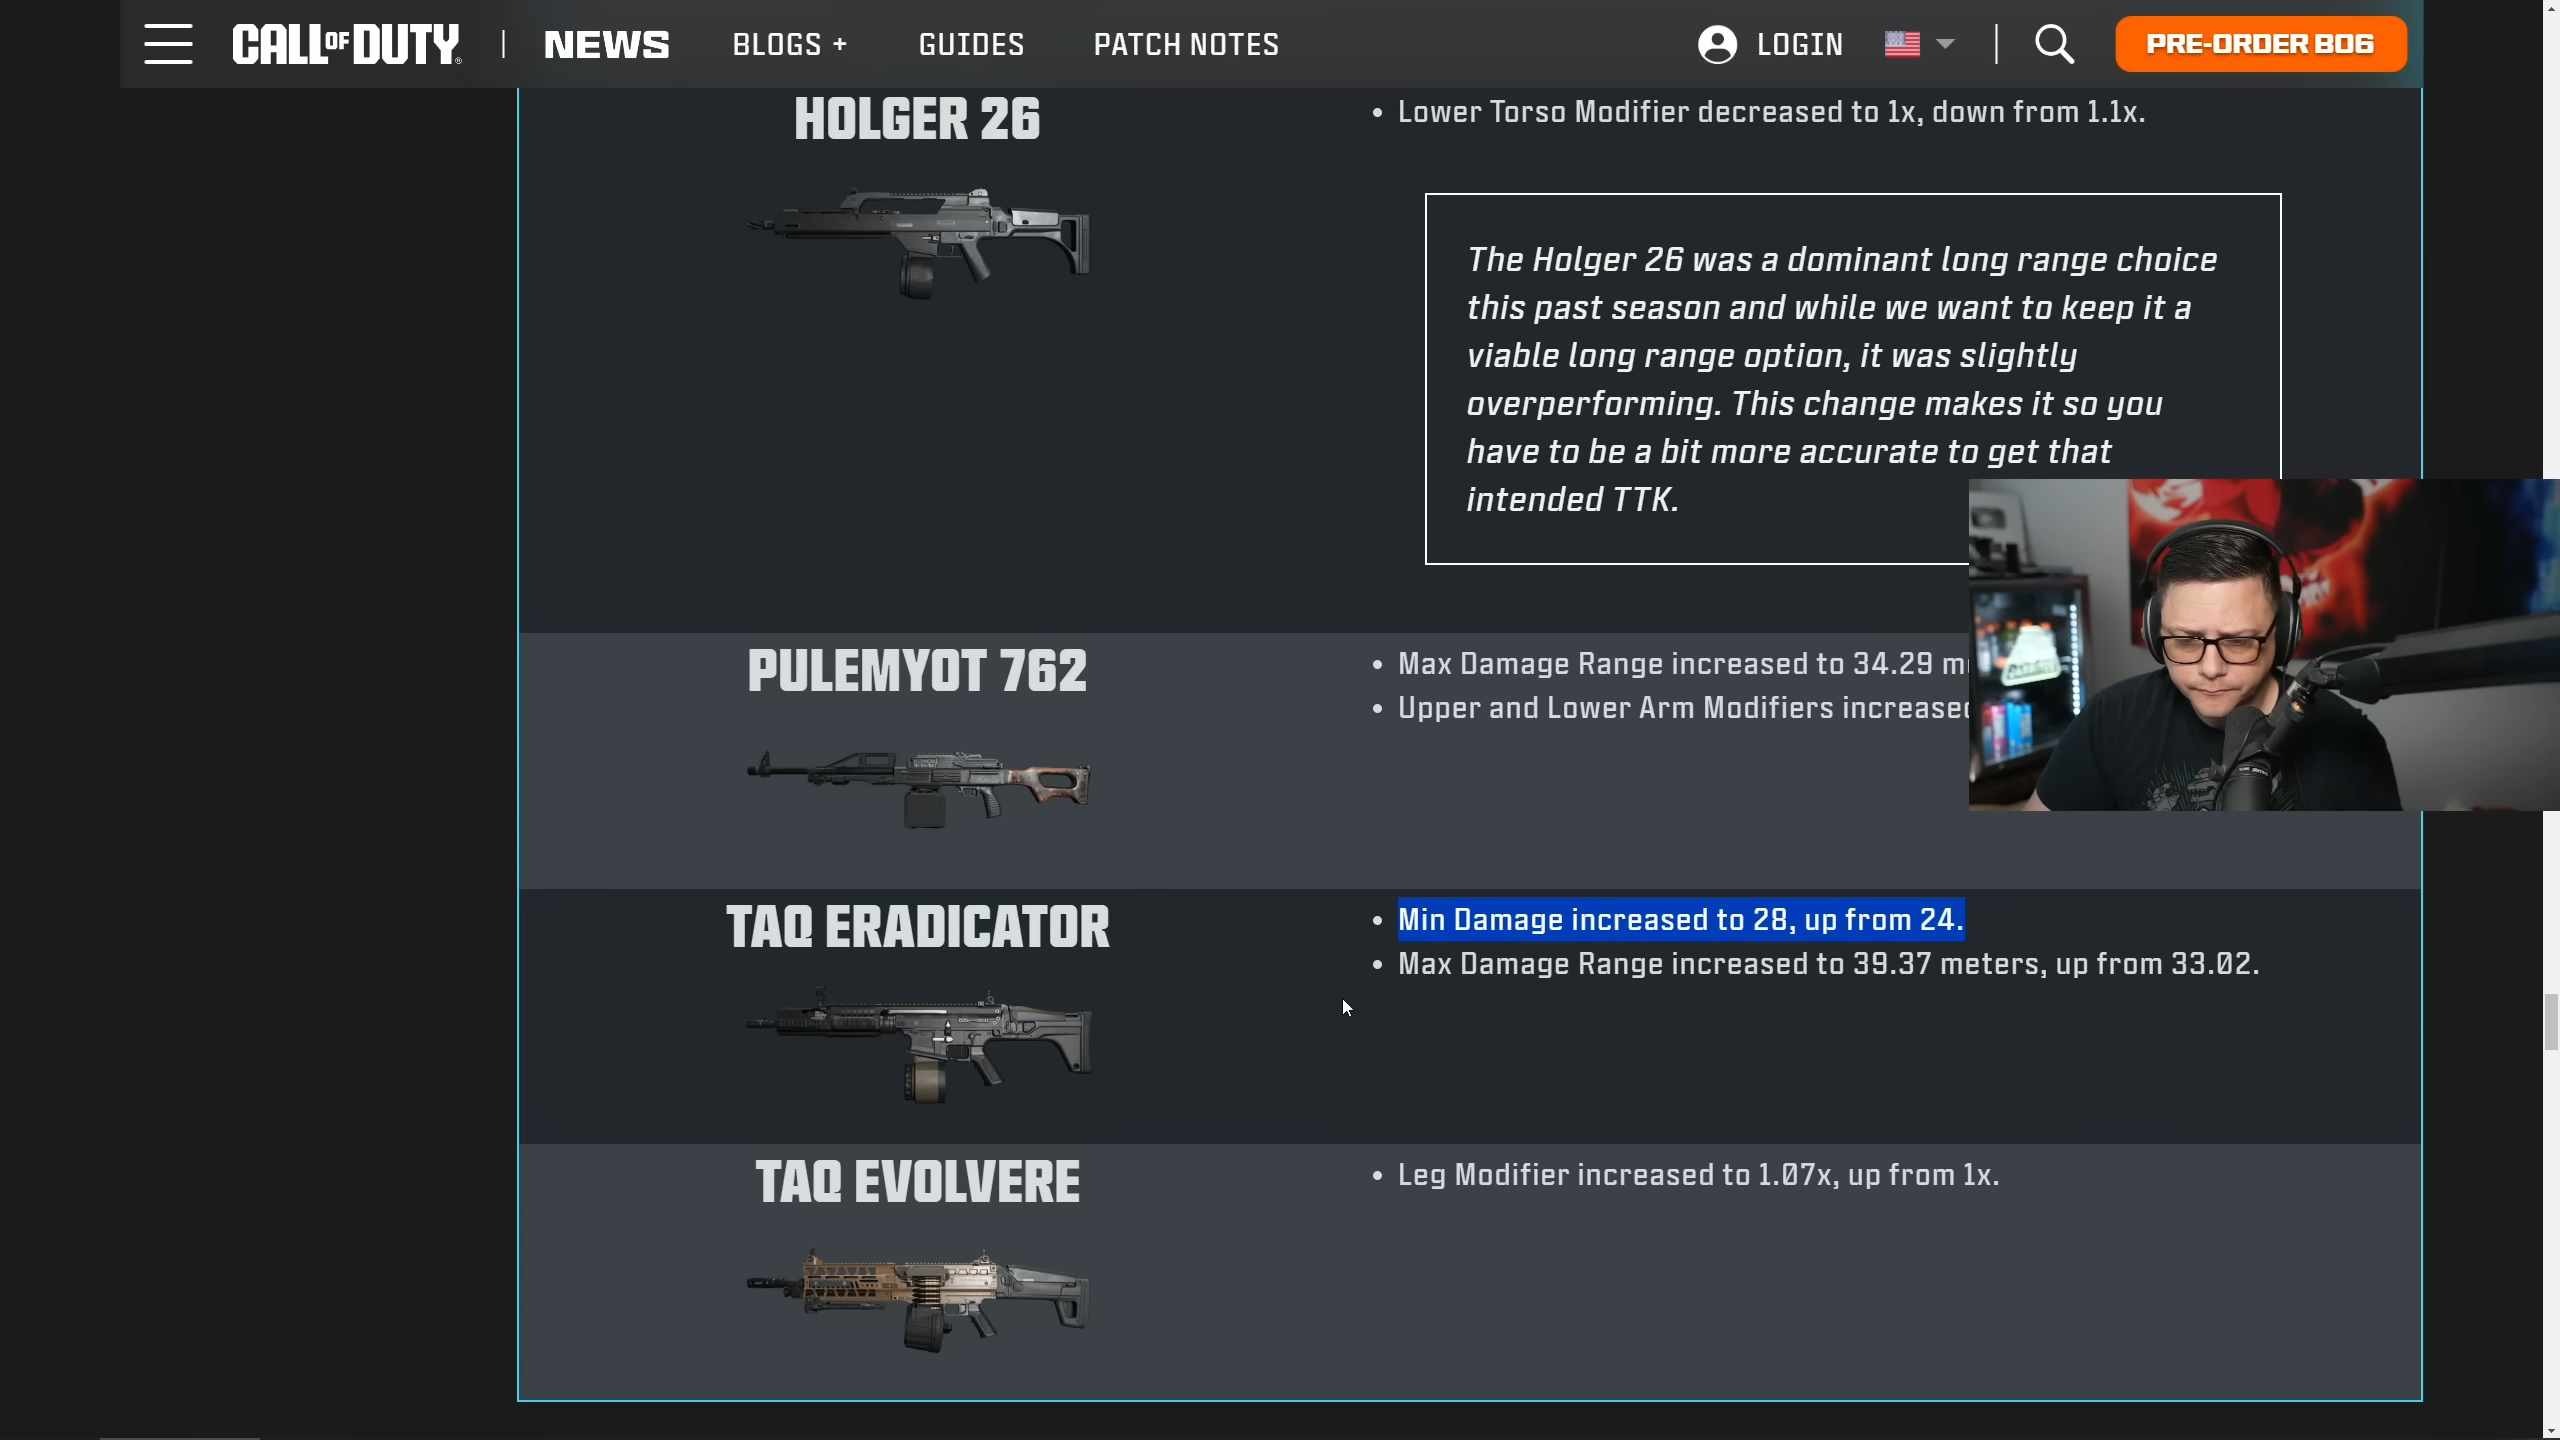 CALL OF DUTY | NEWS BLOGS + GUIDES PATCH NOTES LOGIN PRE-ORDER BO6
HOLGER 26
• Lower Torso Modifier decreased to 1x, down from 1.1x.
The Holger 26 was a dominant long range choice
this past season and while we want to keep it a
viable long range option, it was slightly
overperforming. This change makes it so you
have to be a bit more accurate to get that
intended TTK.
PULEMYOT 762
• Max Damage Range increased to 34.29
• Upper and Lower Arm Modifiers increased
TAQ ERADICATOR
• Min Damage increased to 28, up from 24.
• Max Damage Range increased to 39.37 meters, up from 33.02.
TAQ EVOLVERE
• Leg Modifier increased to 1.07x, up from 1x.